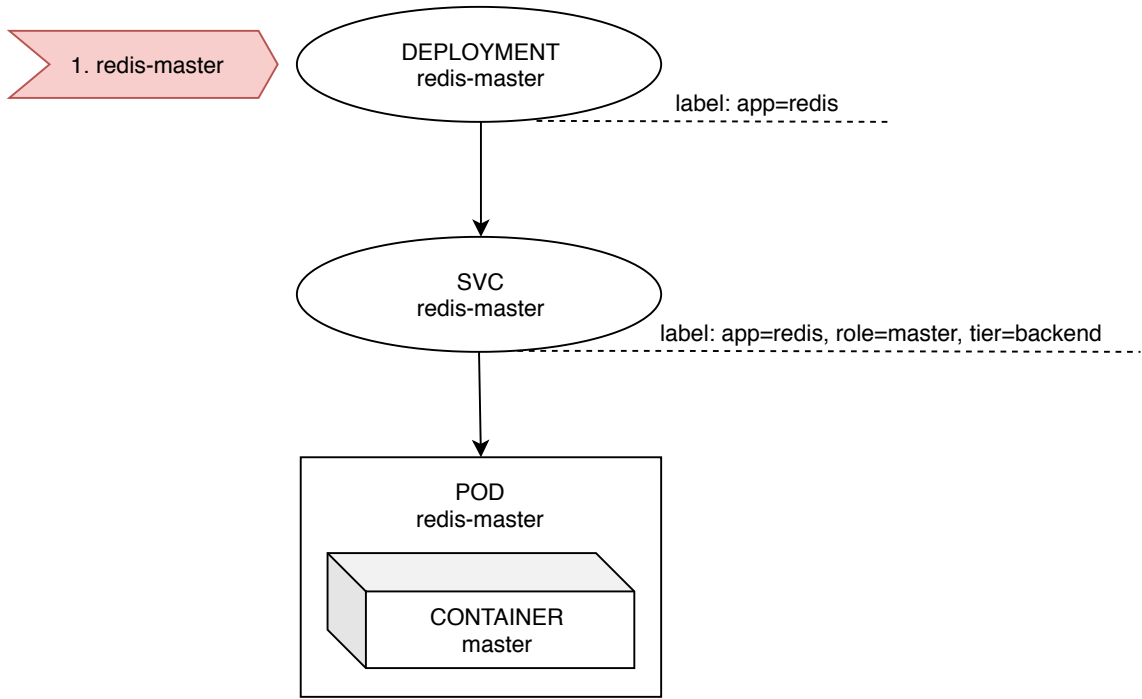 1. redis-master
DEPLOYMENT
redis-master
label: app=redis
SVC
redis-master
label: app=redis, role=master, tier=backend
POD
redis-master
CONTAINER
master